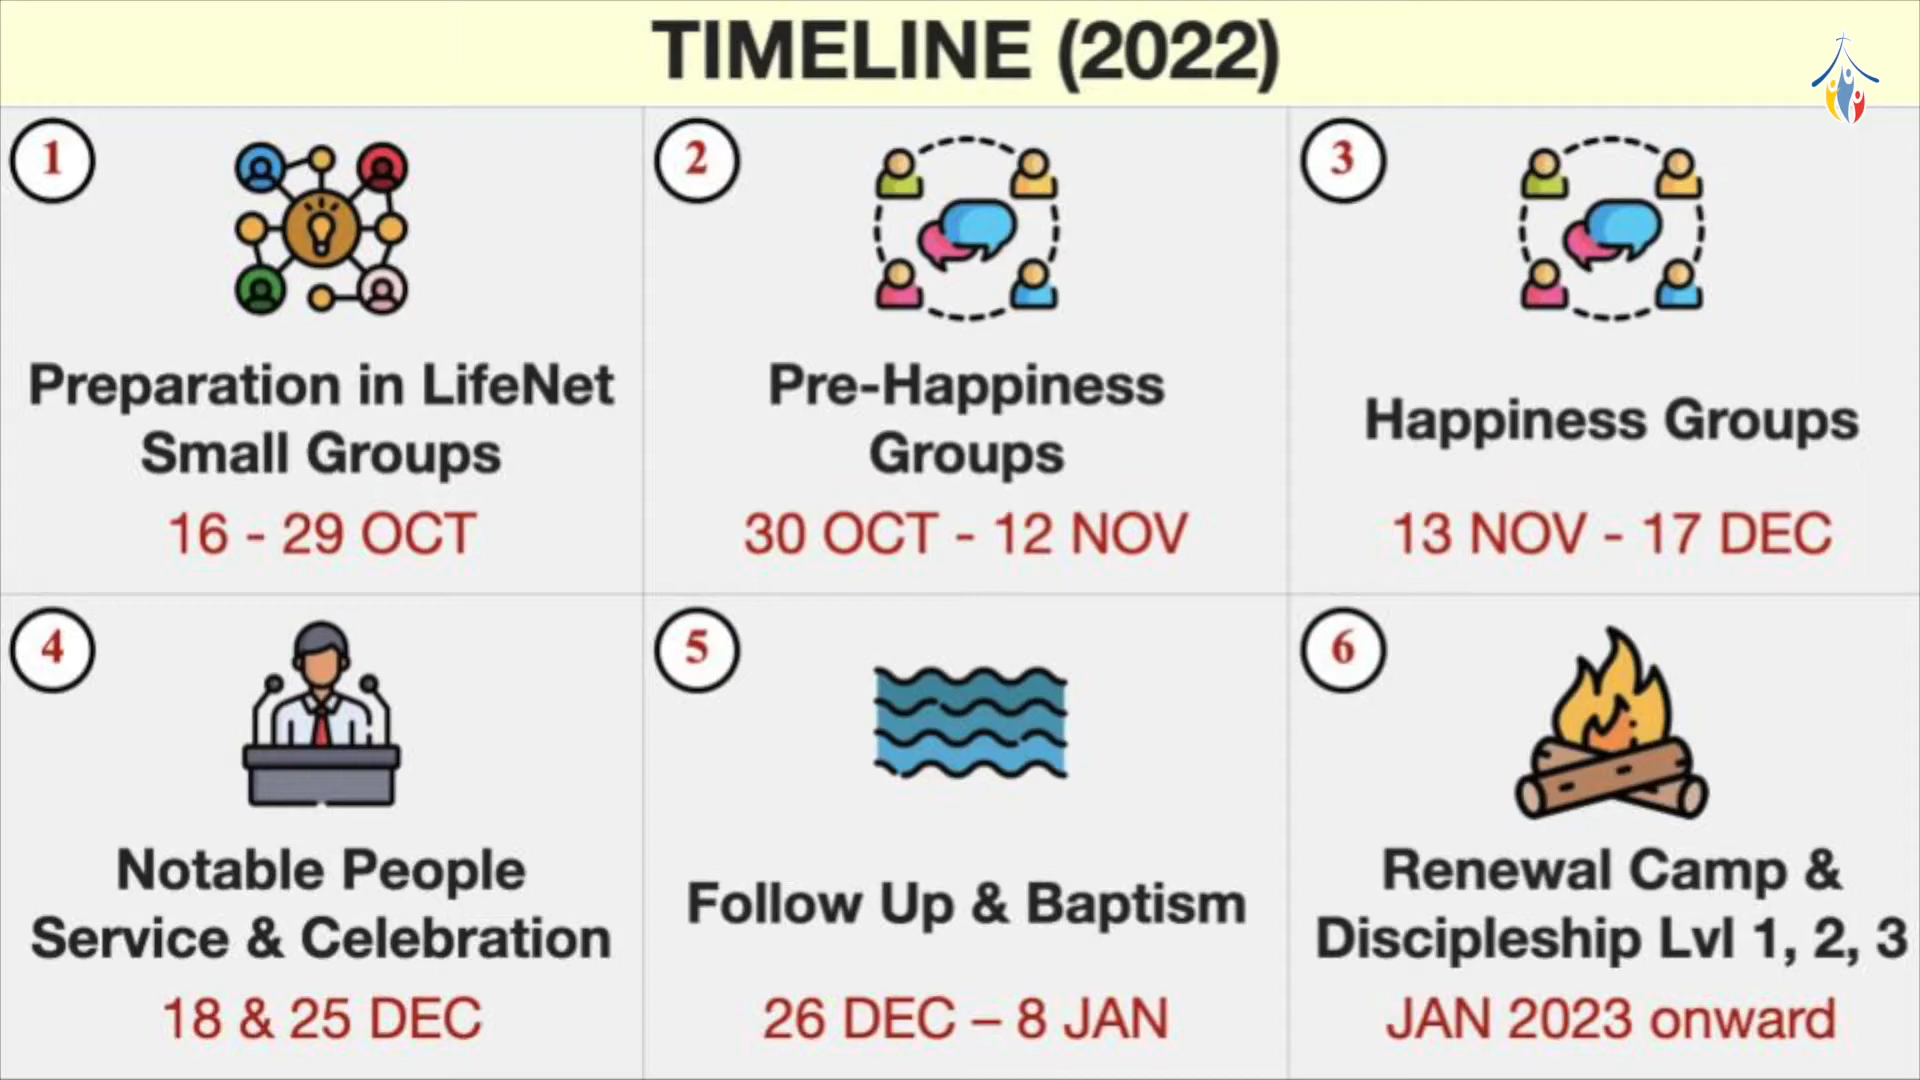 TIMELINE (2022)
1
Preparation in LifeNet
Small Groups
16 - 29 OCT
2
Pre-Happiness
Groups
30 OCT - 12 NOV
3
Happiness Groups
13 NOV - 17 DEC
4
Notable People
Service & Celebration
18 & 25 DEC
5
Follow Up & Baptism
26 DEC – 8 JAN
6
Renewal Camp &
Discipleship Lvl 1, 2, 3
JAN 2023 onward